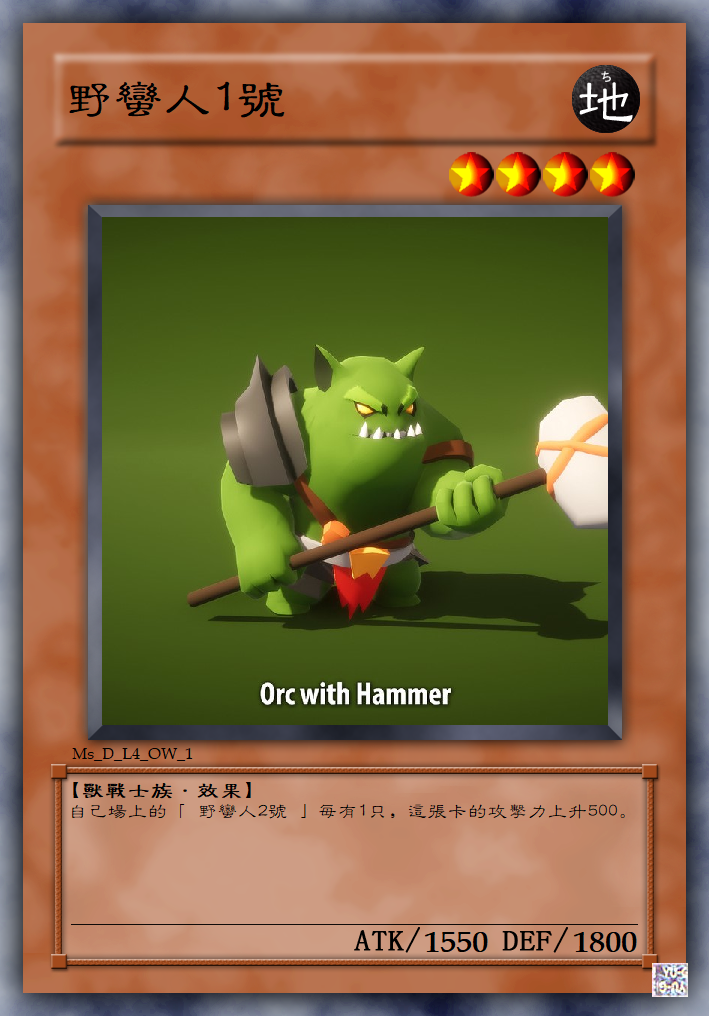 野蠻人1號
ち
地
Orc with Hammer
Ms_D_L4_OW_1
【獸戰士族・效果】
自己場上的「 野蠻人2號 」每有1只，這張卡的攻擊力上升500。
ATK/1550 DEF/1800